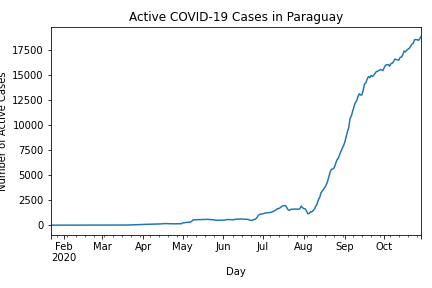 Active COVID-19 Cases in Paraguay
Number of Active Cases
17500
15000
12500
10000
7500
5000
2500
0
Feb Mar Apr May Jun Jul Aug Sep Oct
2020
Day